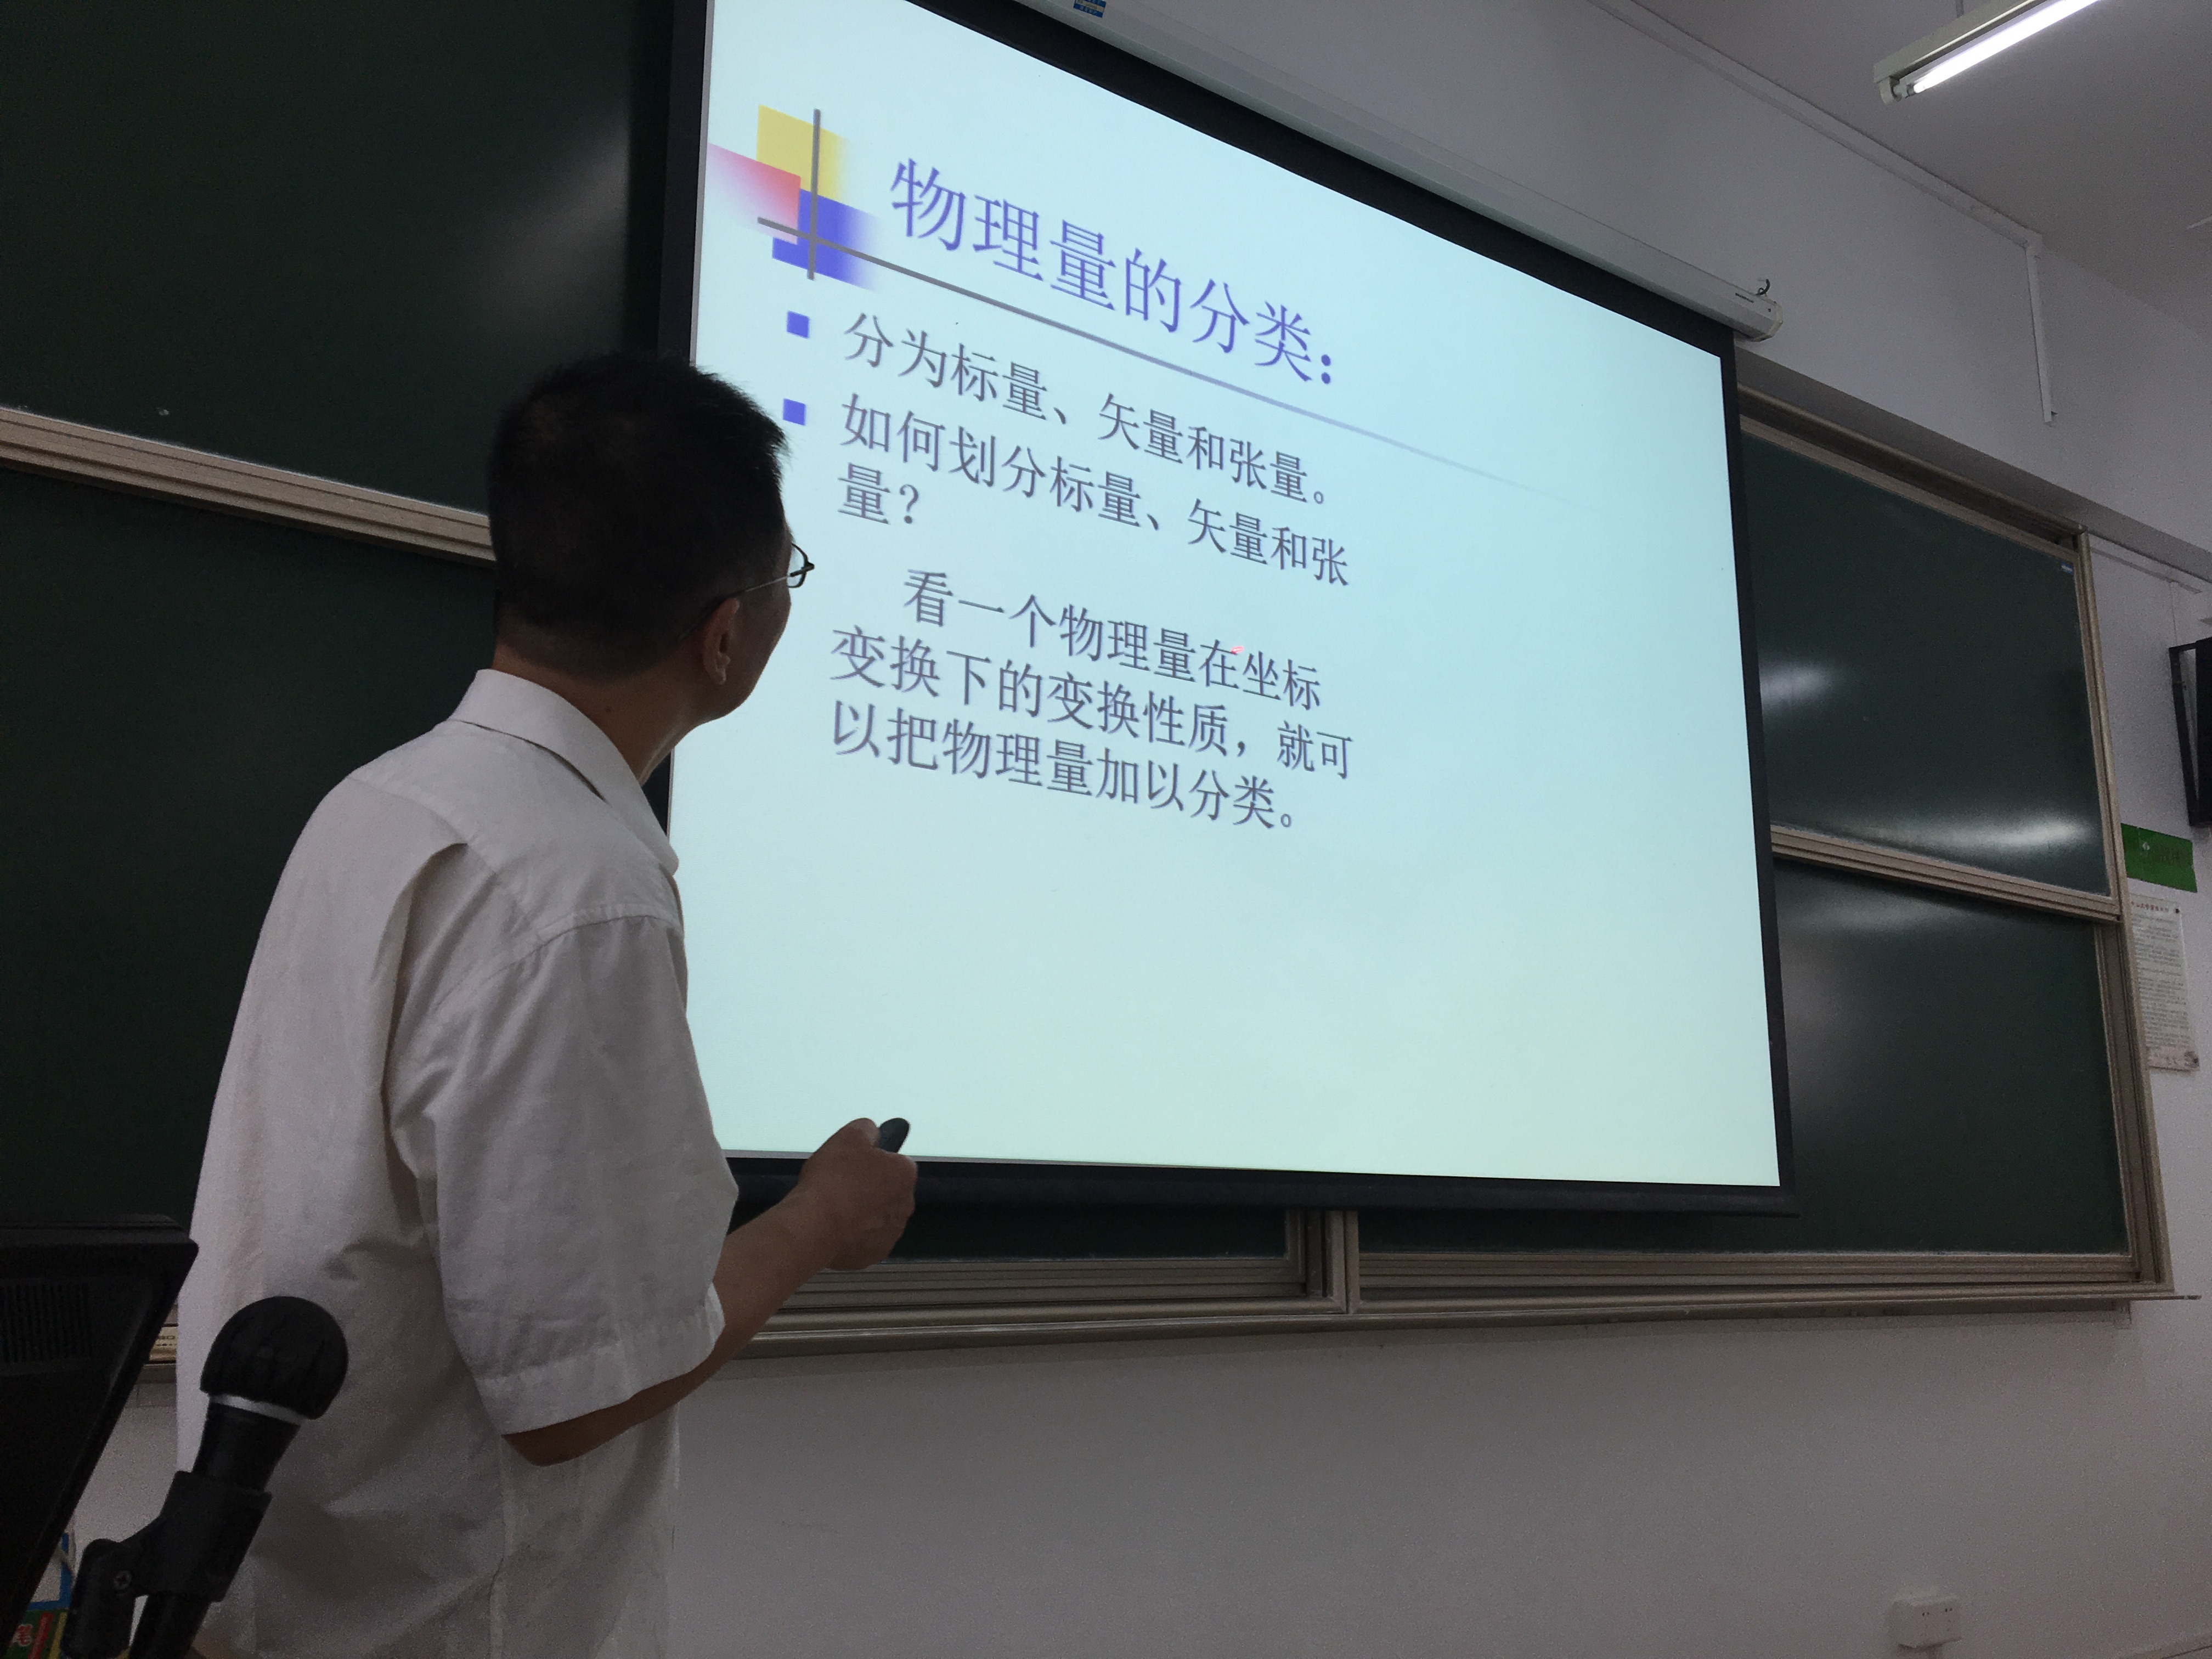 物理量的分类：
分为标量、矢量和张量。
如何划分标量、矢量和张
量？
看一个物理量在坐标
变换下的变换性质，就可
以把物理量加以分类。